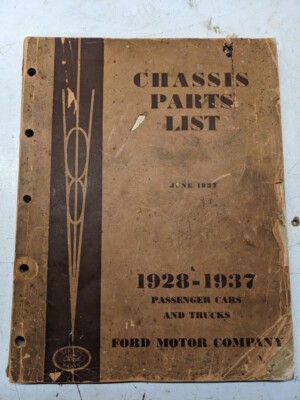 CHASSIS
PARTS
LIST
JUNE 1937
1928-1937
PASSENGER CARS
AND TRUCKS
FORD MOTOR COMPANY